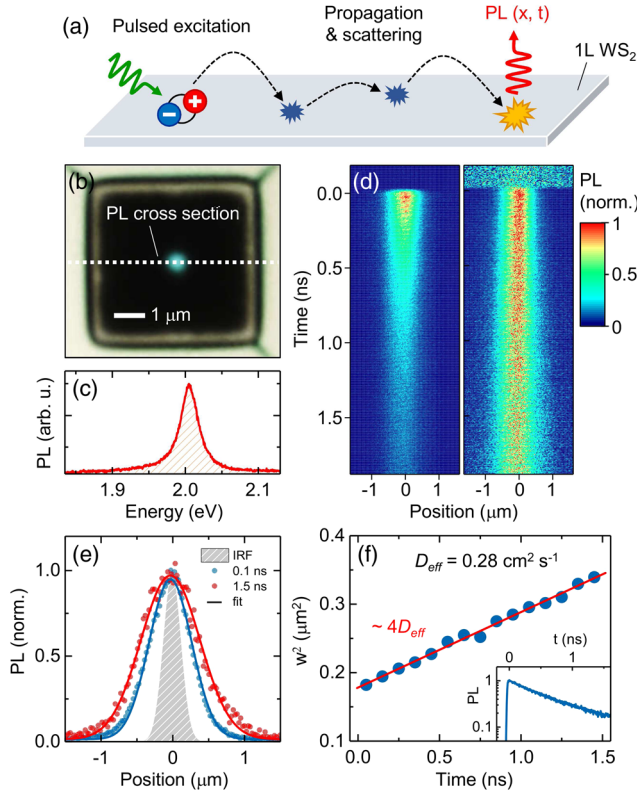 (a)
Pulsed excitation
Propagation
& scattering
PL (x, t)
1L WS₂
− +
(b)
PL cross section
1 μm
(c)
PL (arb. u.)
1.9 2.0 2.1
Energy (eV)
(d)
Time (ns)
0.0
0.5
1.0
1.5
-1 0 1 -1 0 1
Position (μm)
PL
(norm.)
1
0
(e)
IRF
0.1 ns
1.5 ns
fit
PL (norm.)
1.0
0.5
0.0
-1 0 1
Position (μm)
(f)
D_eff = 0.28 cm² s⁻¹
~ 4D_eff
w² (μm²)
0.4
0.3
0.2
0.1
0.0 0.5 1.0 1.5
Time (ns)
t (ns)
0 1
PL
1
0.1